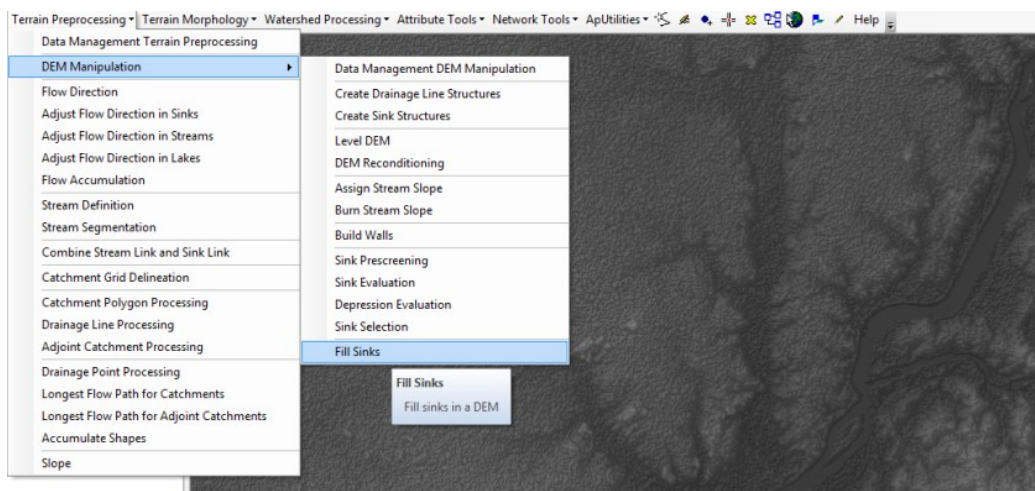 Terrain Preprocessing Terrain Morphology Watershed Processing Attribute Tools Network Tools ApUtilities Help
Data Management Terrain Preprocessing
DEM Manipulation
Flow Direction
Adjust Flow Direction in Sinks
Adjust Flow Direction in Streams
Adjust Flow Direction in Lakes
Flow Accumulation
Stream Definition
Stream Segmentation
Combine Stream Link and Sink Link
Catchment Grid Delineation
Catchment Polygon Processing
Drainage Line Processing
Adjoint Catchment Processing
Drainage Point Processing
Longest Flow Path for Catchments
Longest Flow Path for Adjoint Catchments
Accumulate Shapes
Slope
Data Management DEM Manipulation
Create Drainage Line Structures
Create Sink Structures
Level DEM
DEM Reconditioning
Assign Stream Slope
Burn Stream Slope
Build Walls
Sink Prescreening
Sink Evaluation
Depression Evaluation
Sink Selection
Fill Sinks
Fill Sinks
Fill sinks in a DEM